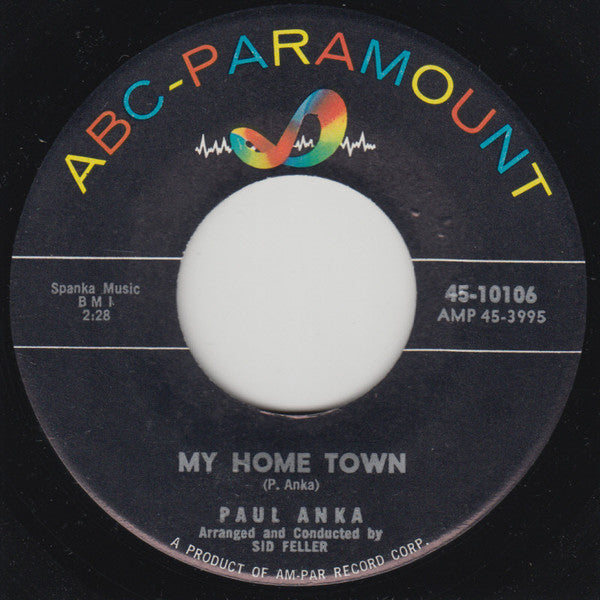 ABC-PARAMOUNT
Spanka Music
B M I
2:28
45-10106
AMP 45-3995
MY HOME TOWN
(P. Anka)
PAUL ANKA
Arranged and Conducted by
SID FELLER
A PRODUCT OF AM-PAR RECORD CORP.